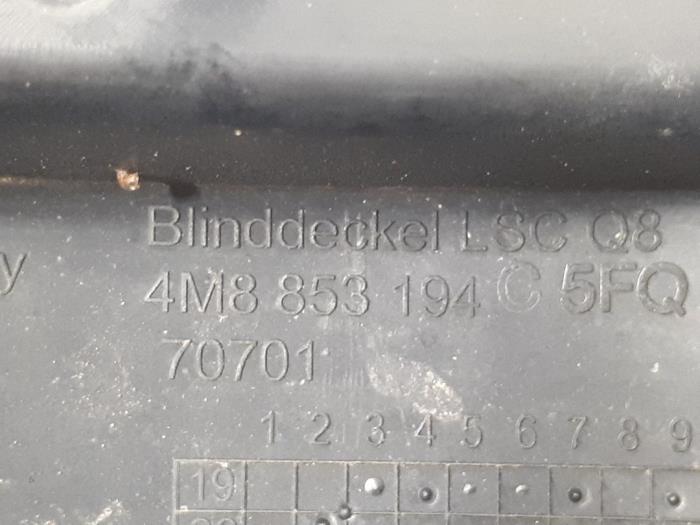 Blinddeckel LSC Q8
y
4M8 853 194 C 5FQ
70701
1 2 3 4 5 6 7 8 9
19